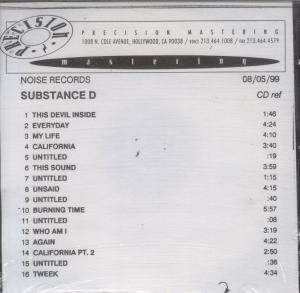 PRECISION
PRECISION MASTERING
1008 N. COLE AVENUE, HOLLYWOOD, CA 90038 / VOICE 213.464.1008 / FAX 213.464.4579
mastering
NOISE RECORDS 08/05/99
SUBSTANCE D CD ref
1 THIS DEVIL INSIDE 1:46
2 EVERYDAY 4:24
3 MY LIFE 4:10
4 CALIFORNIA 3:40
5 UNTITLED :19
6 THIS SOUND 3:59
7 UNTITLED 1:15
8 UNSAID 4:15
9 UNTITLED :40
10 BURNING TIME 5:57
11 UNTITLED :08
12 WHO AM I 3:19
13 AGAIN 4:22
14 CALIFORNIA PT. 2 2:50
15 UNTITLED :36
16 TWEEK 4:34